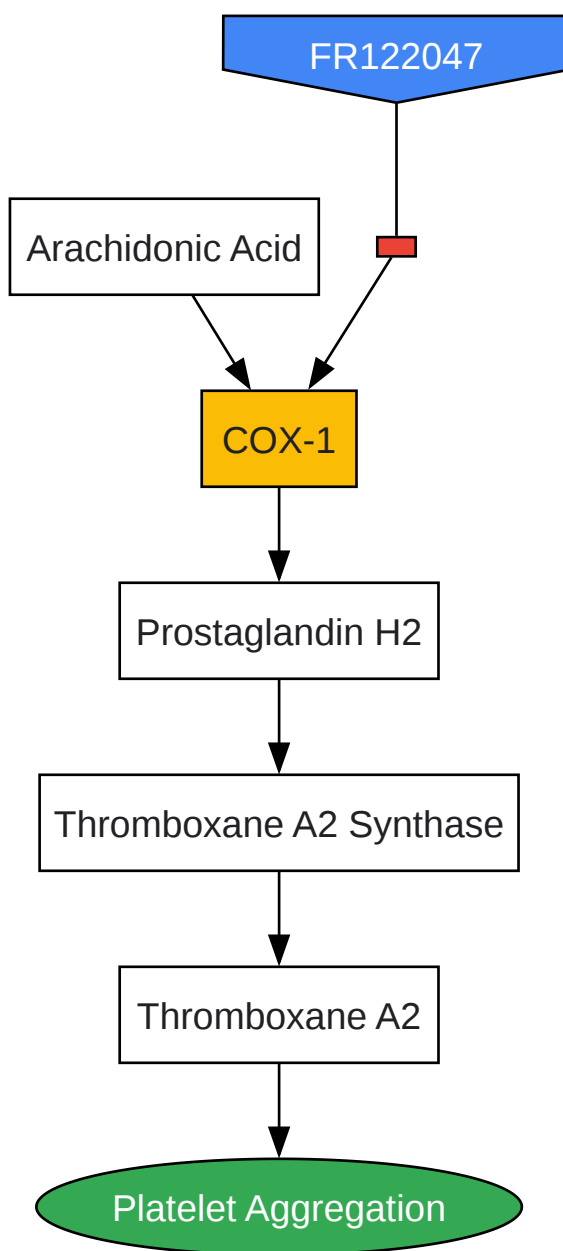 FR122047
Arachidonic Acid
COX-1
Prostaglandin H2
Thromboxane A2 Synthase
Thromboxane A2
Platelet Aggregation